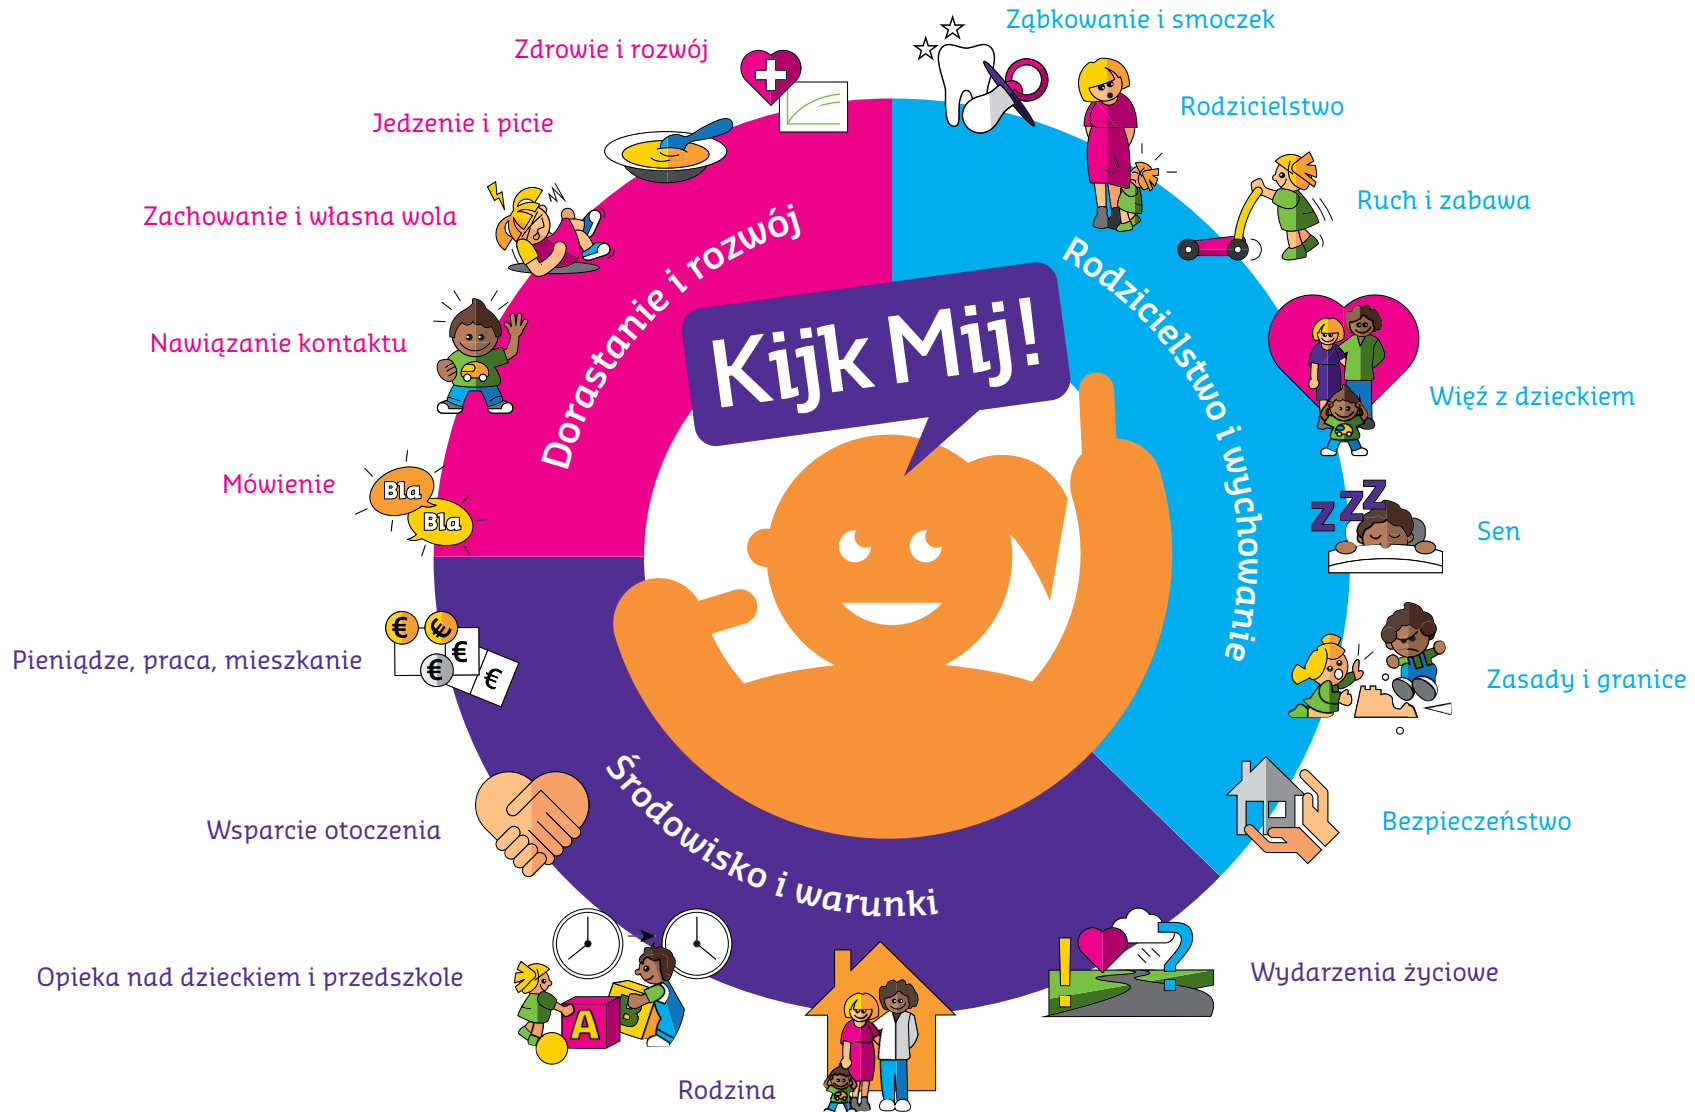 Ząbkowanie i smoczek
Zdrowie i rozwój
Rodzicielstwo
Jedzenie i picie
Ruch i zabawa
Zachowanie i własna wola
Dorastanie i rozwój
Rodzicielstwo i wychowanie
Kijk Mij!
Nawiązanie kontaktu
Więź z dzieckiem
Mówienie
Bla
Bla
zzz
Sen
€ € € € €
Pieniądze, praca, mieszkanie
Zasady i granice
Środowisko i warunki
Wsparcie otoczenia
Bezpieczeństwo
Opieka nad dzieckiem i przedszkole
A B
! ?
Wydarzenia życiowe
Rodzina